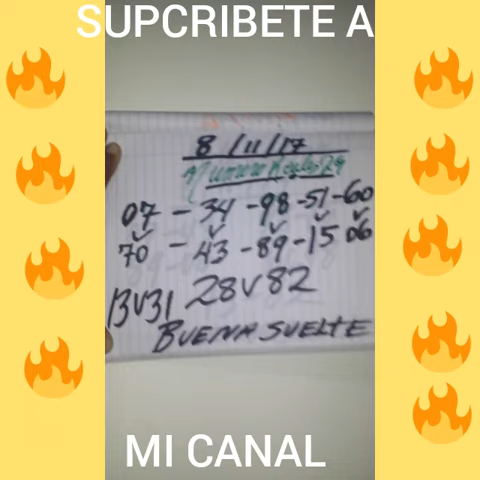 SUPCRIBETE A
8/11/17
07 - 34 - 98 - 51 - 60
70 - 43 - 89 - 15 06
13V31 28V82
BUENA SUELTE
MI CANAL